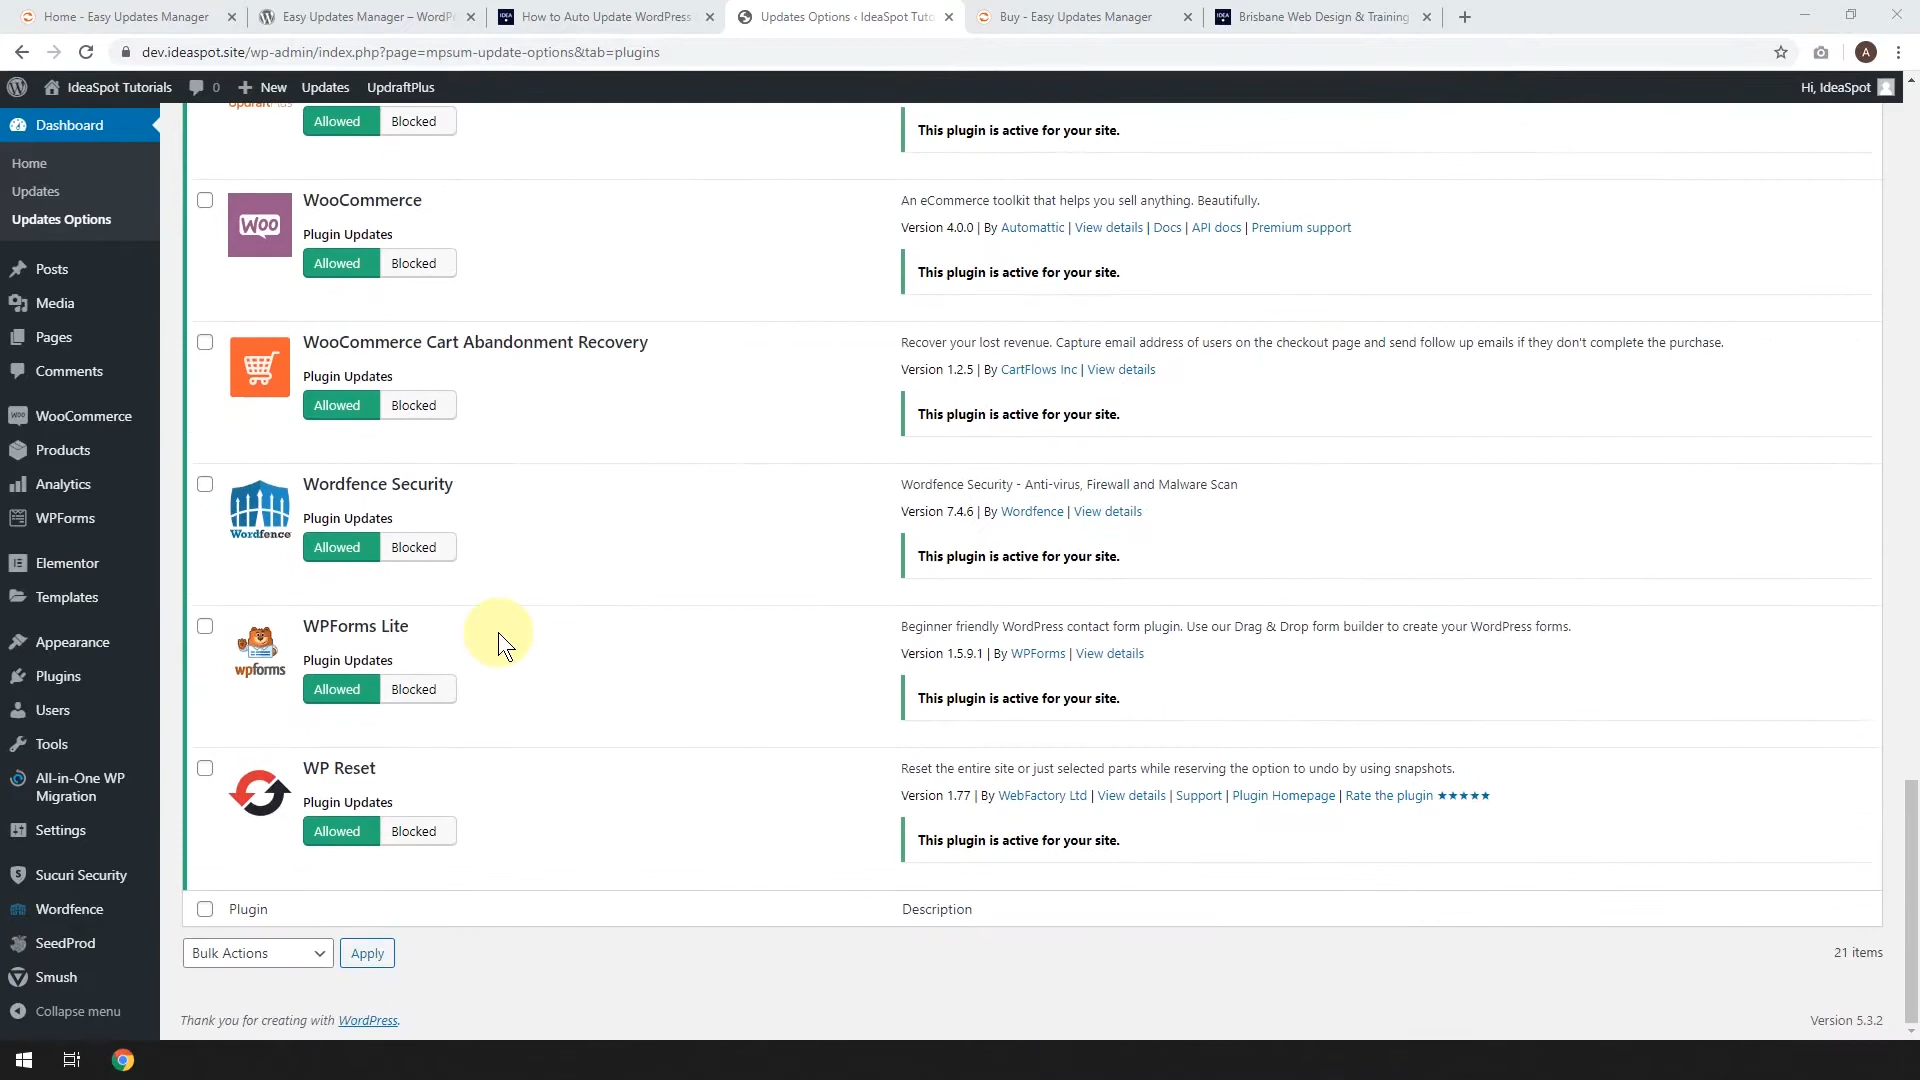 Home - Easy Updates Manager
Easy Updates Manager – WordP
How to Auto Update WordPress
Updates Options ‹ IdeaSpot Tuto
Buy - Easy Updates Manager
Brisbane Web Design & Training
dev.ideaspot.site/wp-admin/index.php?page=mpsum-update-options&tab=plugins
A
IdeaSpot Tutorials
0
New
Updates
UpdraftPlus
Hi, IdeaSpot
Dashboard
Home
Updates
Updates Options
Posts
Media
Pages
Comments
WooCommerce
Products
Analytics
WPForms
Elementor
Templates
Appearance
Plugins
Users
Tools
All-in-One WP
Migration
Settings
Sucuri Security
Wordfence
SeedProd
Smush
Collapse menu
UpdraftPlus
Allowed
Blocked
This plugin is active for your site.
Woo
WooCommerce
Plugin Updates
Allowed
Blocked
An eCommerce toolkit that helps you sell anything. Beautifully.
Version 4.0.0 | By Automattic | View details | Docs | API docs | Premium support
This plugin is active for your site.
WooCommerce Cart Abandonment Recovery
Plugin Updates
Allowed
Blocked
Recover your lost revenue. Capture email address of users on the checkout page and send follow up emails if they don't complete the purchase.
Version 1.2.5 | By CartFlows Inc | View details
This plugin is active for your site.
Wordfence
Wordfence Security
Plugin Updates
Allowed
Blocked
Wordfence Security - Anti-virus, Firewall and Malware Scan
Version 7.4.6 | By Wordfence | View details
This plugin is active for your site.
wpforms
WPForms Lite
Plugin Updates
Allowed
Blocked
Beginner friendly WordPress contact form plugin. Use our Drag & Drop form builder to create your WordPress forms.
Version 1.5.9.1 | By WPForms | View details
This plugin is active for your site.
WP Reset
Plugin Updates
Allowed
Blocked
Reset the entire site or just selected parts while reserving the option to undo by using snapshots.
Version 1.77 | By WebFactory Ltd | View details | Support | Plugin Homepage | Rate the plugin ★★★★★
This plugin is active for your site.
Plugin
Description
Bulk Actions
Apply
21 items
Thank you for creating with WordPress.
Version 5.3.2